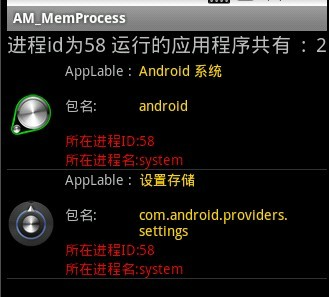 AM_MemProcess
进程id为58 运行的应用程序共有 : 2
AppLable : Android 系统
包名: android
所在进程ID:58
所在进程名:system
AppLable : 设置存储
包名: com.android.providers.
settings
所在进程ID:58
所在进程名:system